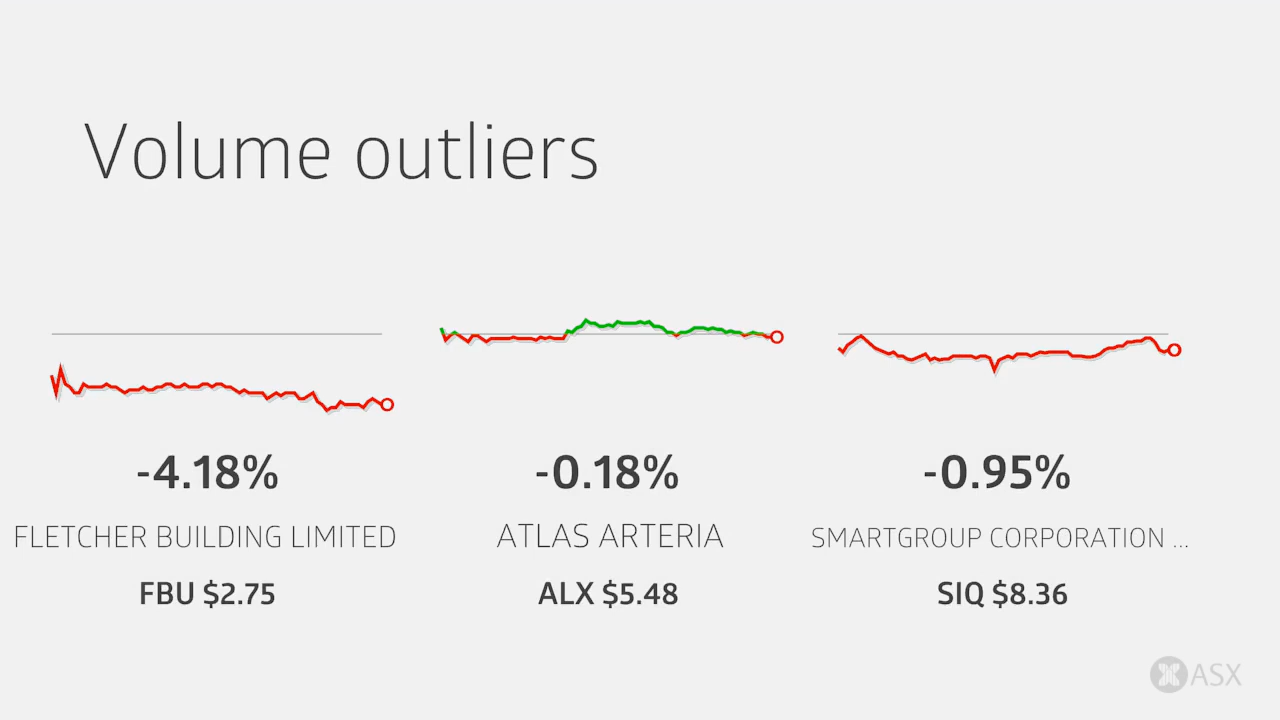 Volume outliers
-4.18%
-0.18%
-0.95%
FLETCHER BUILDING LIMITED
ATLAS ARTERIA
SMARTGROUP CORPORATION ...
FBU $2.75
ALX $5.48
SIQ $8.36
ASX